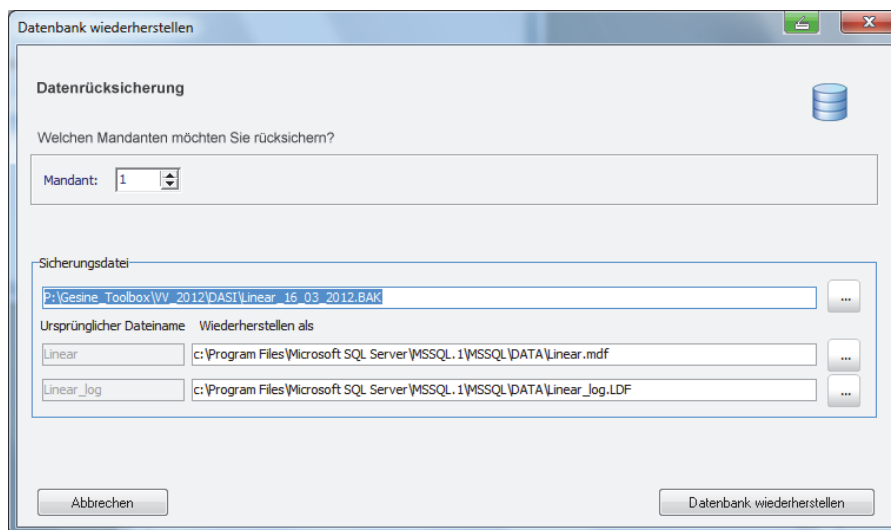 Datenbank wiederherstellen
Datenrücksicherung
Welchen Mandanten möchten Sie rücksichern?
Mandant: 1
Sicherungsdatei
P:\Gesine_Toolbox\VV_2012\DASI\Linear_16_03_2012.BAK
...
Ursprünglicher Dateiname Wiederherstellen als
Linear c:\Program Files\Microsoft SQL Server\MSSQL.1\MSSQL\DATA\Linear.mdf ...
Linear_log c:\Program Files\Microsoft SQL Server\MSSQL.1\MSSQL\DATA\Linear_log.LDF ...
Abbrechen Datenbank wiederherstellen